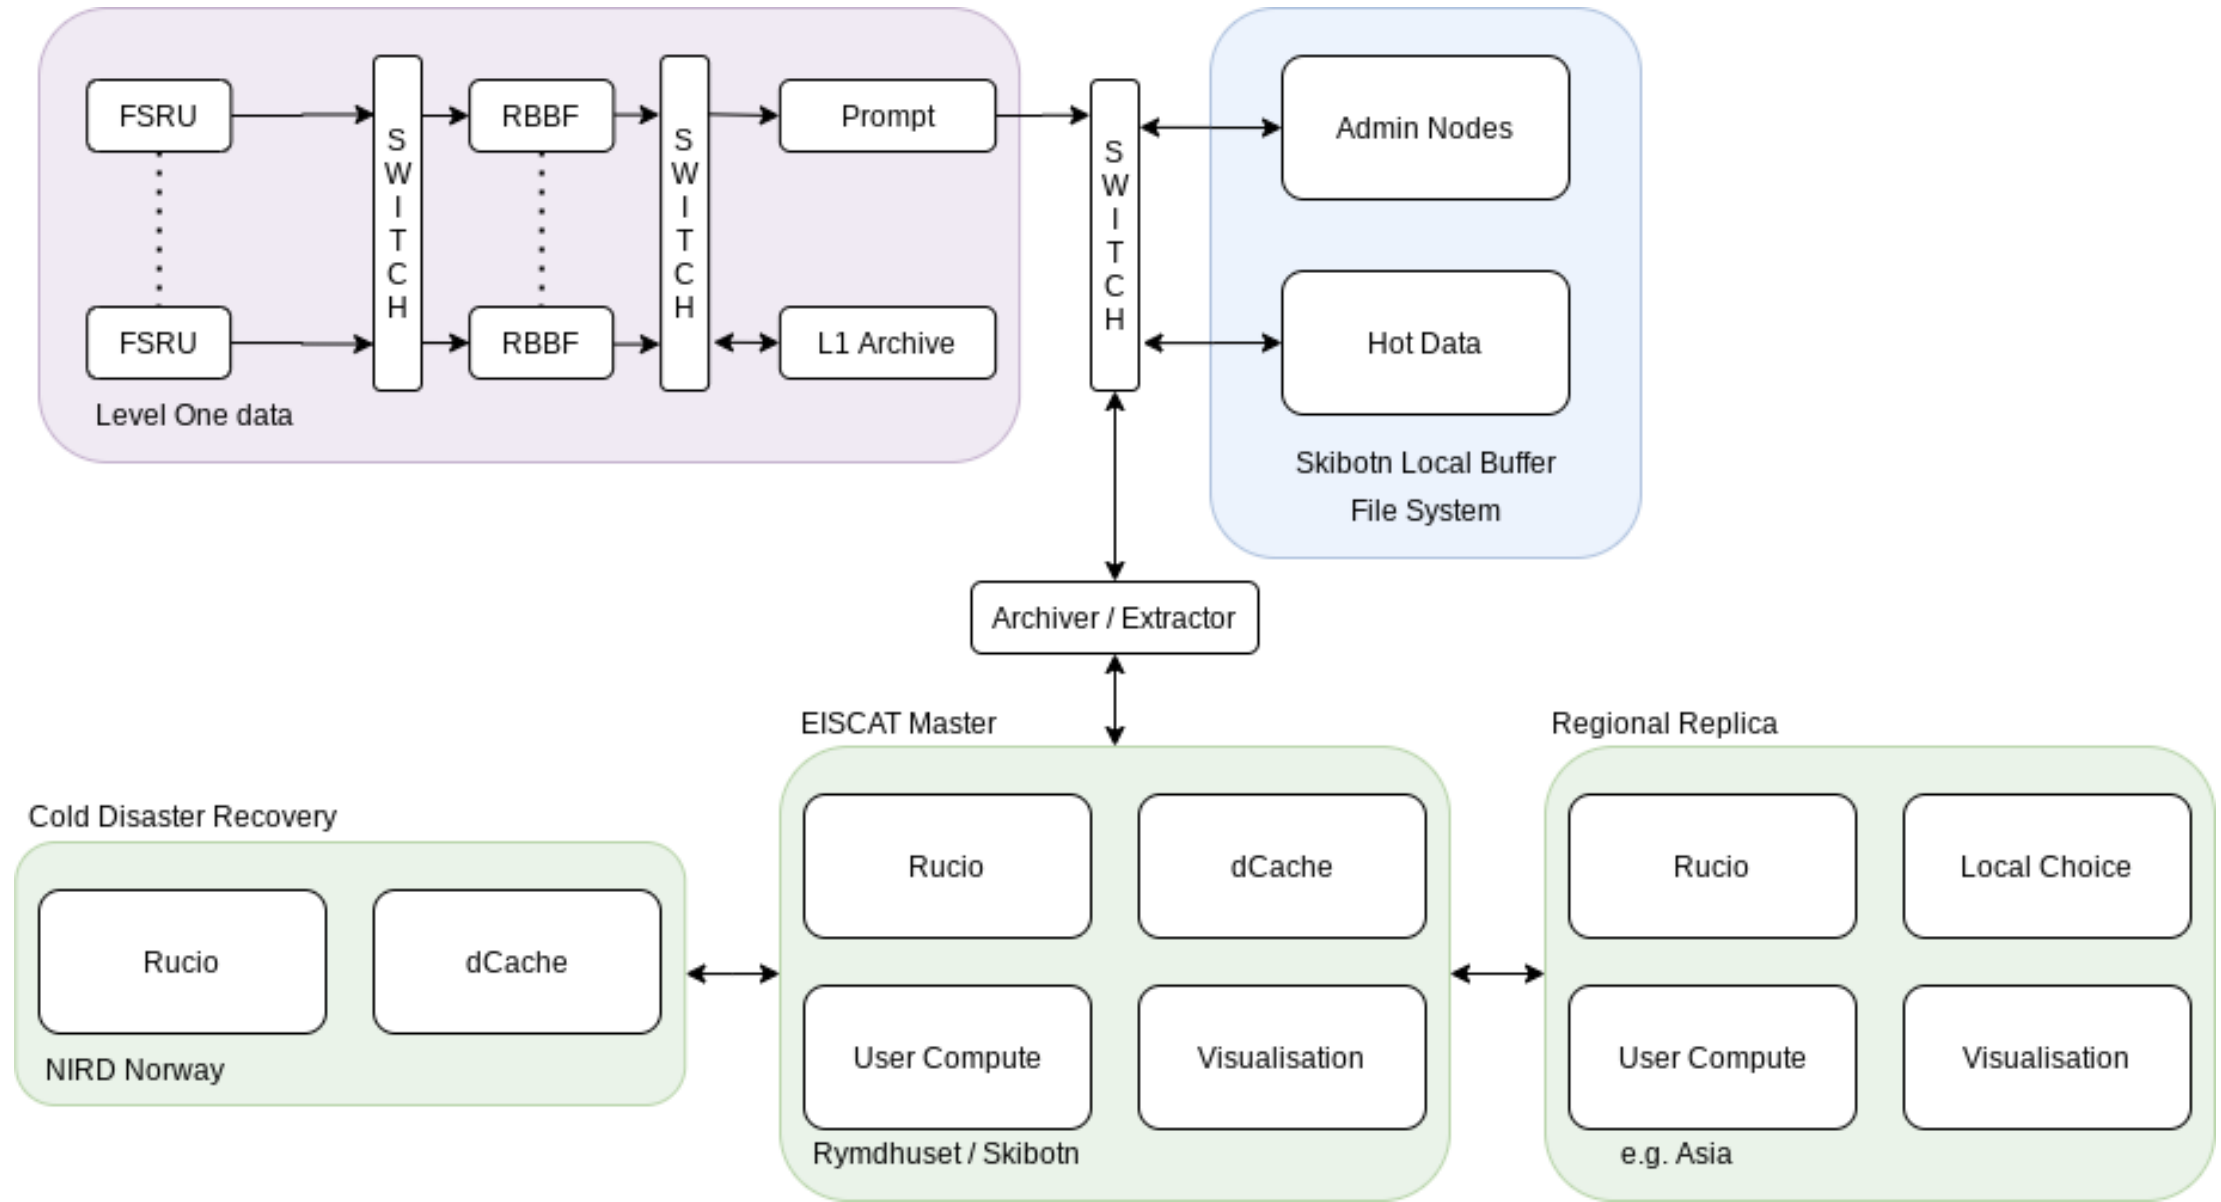 FSRU
SWITCH
RBBF
SWITCH
Prompt
SWITCH
Admin Nodes
FSRU
RBBF
L1 Archive
Hot Data
Level One data
Skibotn Local Buffer
File System
Archiver / Extractor
EISCAT Master
Regional Replica
Cold Disaster Recovery
Rucio
dCache
Rucio
Local Choice
Rucio
dCache
User Compute
Visualisation
User Compute
Visualisation
NIRD Norway
Rymdhuset / Skibotn
e.g. Asia